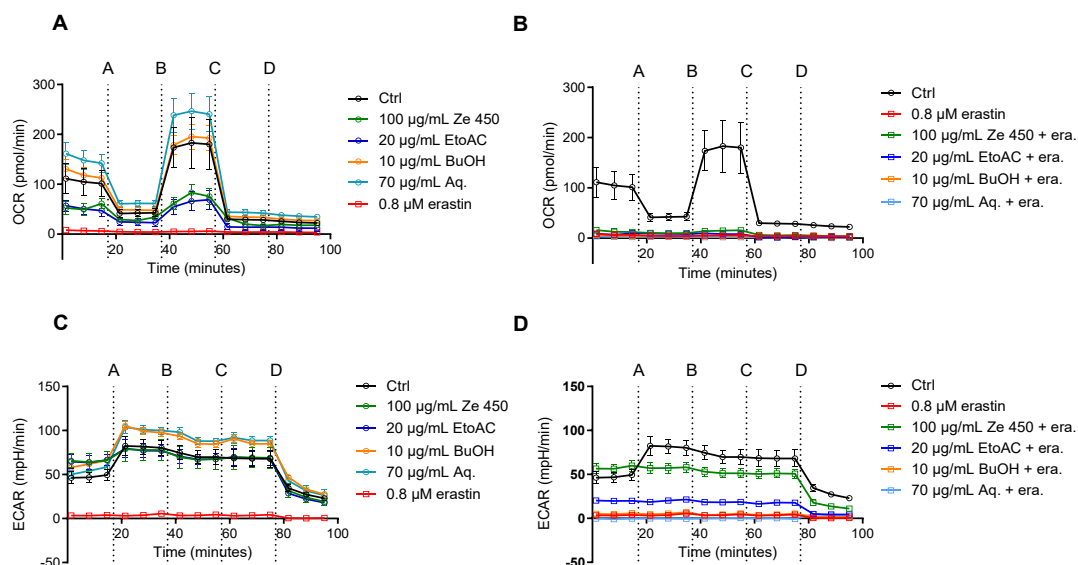 A
A B C D
300
200
100
0
OCR (pmol/min)
20 40 60 80 100
Time (minutes)
Ctrl
100 µg/mL Ze 450
20 µg/mL EtoAC
10 µg/mL BuOH
70 µg/mL Aq.
0.8 µM erastin
B
A B C D
300
200
100
0
OCR (pmol/min)
20 40 60 80 100
Time (minutes)
Ctrl
0.8 µM erastin
100 µg/mL Ze 450 + era.
20 µg/mL EtoAC + era.
10 µg/mL BuOH + era.
70 µg/mL Aq. + era.
C
A B C D
150
100
50
0
-50
ECAR (mpH/min)
20 40 60 80 100
Time (minutes)
Ctrl
100 µg/mL Ze 450
20 µg/mL EtoAC
10 µg/mL BuOH
70 µg/mL Aq.
0.8 µM erastin
D
A B C D
150
100
50
0
-50
ECAR (mpH/min)
20 40 60 80 100
Time (minutes)
Ctrl
0.8 µM erastin
100 µg/mL Ze 450 + era.
20 µg/mL EtoAC + era.
10 µg/mL BuOH + era.
70 µg/mL Aq. + era.